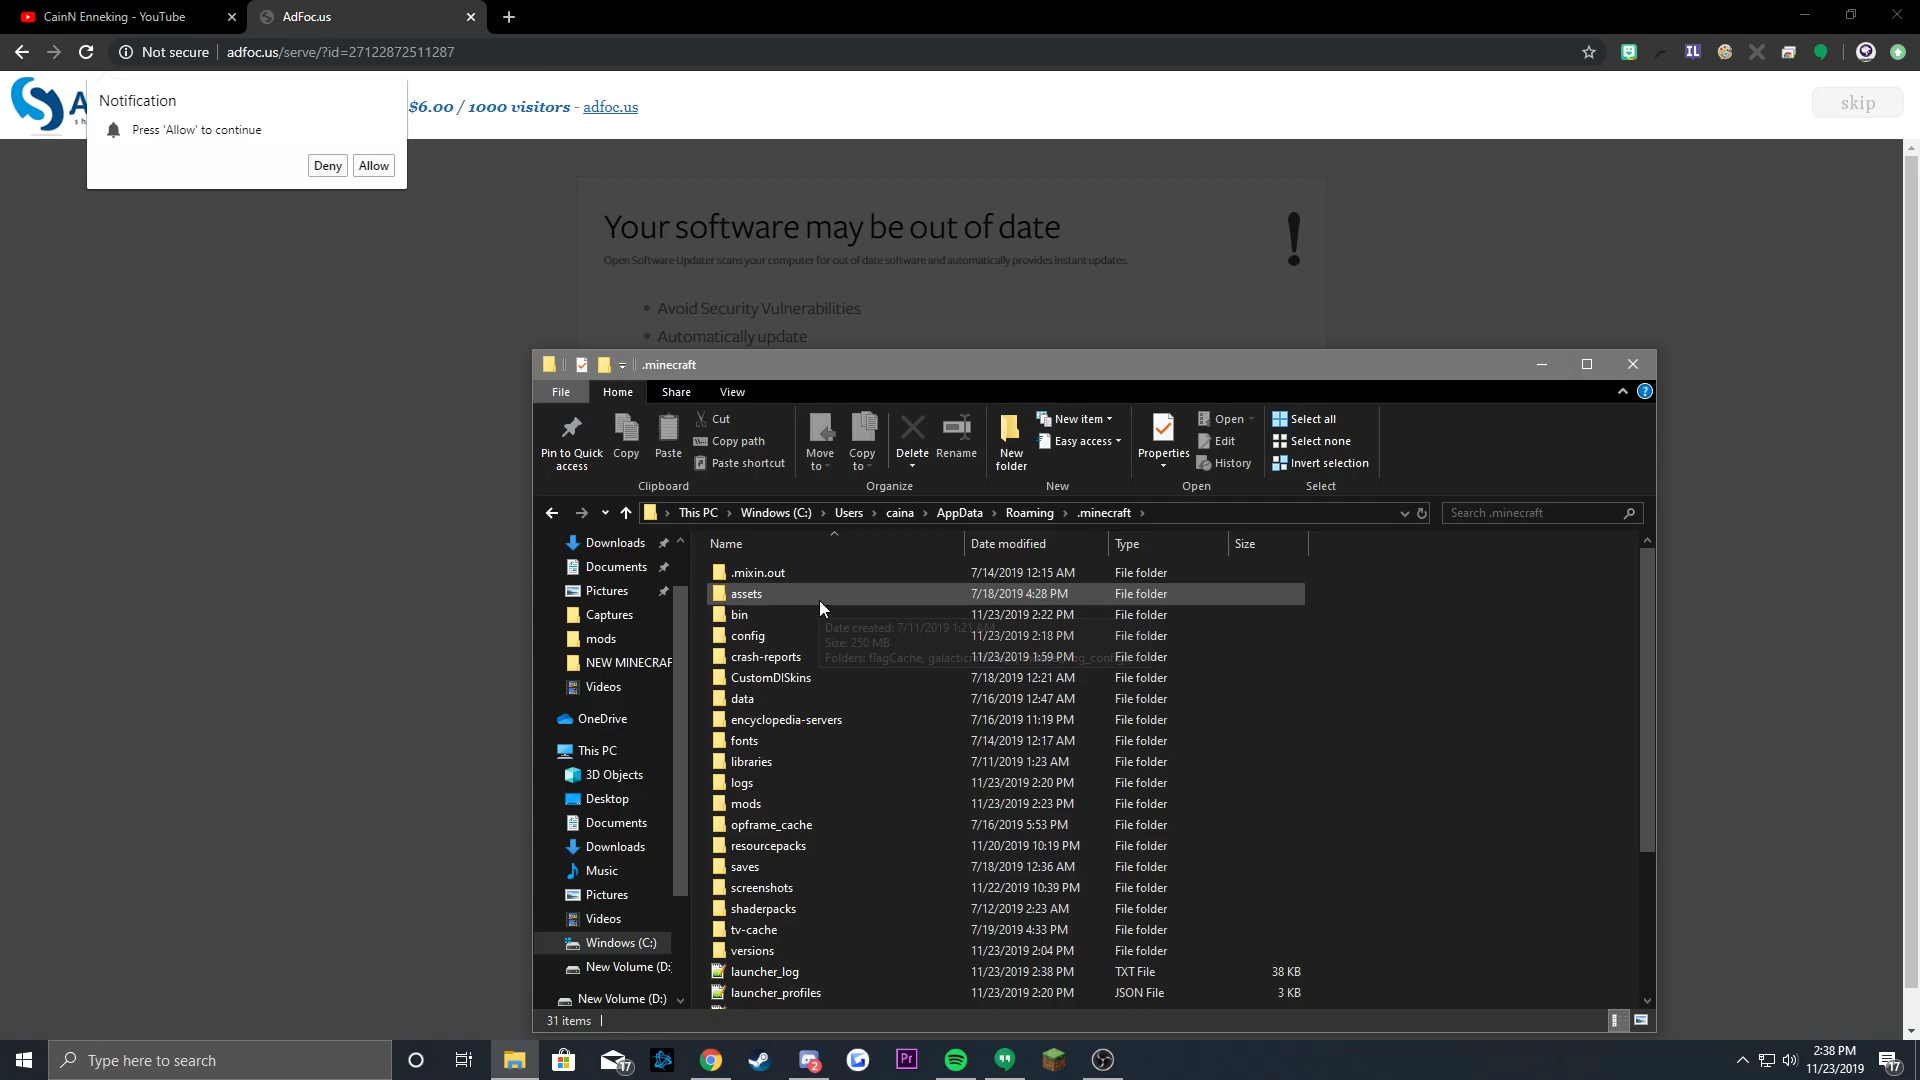 CainN Enneking - YouTube
AdFoc.us
Not secure
adfoc.us/serve/?id=27122872511287
IL
Notification
Press 'Allow' to continue
Deny
Allow
$6.00 / 1000 visitors - adfoc.us
skip
Your software may be out of date
Open Software Updater scans your computer for out of date software and automatically provides instant updates.
Avoid Security Vulnerabilities
Automatically update
.minecraft
File
Home
Share
View
Pin to Quick access
Copy
Paste
Cut
Copy path
Paste shortcut
Move to
Copy to
Delete
Rename
New folder
New item
Easy access
Properties
Open
Edit
History
Select all
Select none
Invert selection
Clipboard
Organize
New
Open
Select
This PC
Windows (C:)
Users
caina
AppData
Roaming
.minecraft
Search .minecraft
Downloads
Documents
Pictures
Captures
mods
NEW MINECRAF
Videos
OneDrive
This PC
3D Objects
Desktop
Documents
Downloads
Music
Pictures
Videos
Windows (C:)
New Volume (D:
New Volume (D:)
Name Date modified Type Size
.mixin.out 7/14/2019 12:15 AM File folder
assets 7/18/2019 4:28 PM File folder
bin 11/23/2019 2:22 PM File folder
Date created: 7/11/2019 1:21 AM
config 11/23/2019 2:18 PM File folder
Size: 250 MB
crash-reports 11/23/2019 1:59 PM File folder
Folders: flagCache,
CustomDISkins 7/18/2019 12:21 AM File folder
data 7/16/2019 12:47 AM File folder
encyclopedia-servers 7/16/2019 11:19 PM File folder
fonts 7/14/2019 12:17 AM File folder
libraries 7/11/2019 1:23 AM File folder
logs 11/23/2019 2:20 PM File folder
mods 11/23/2019 2:23 PM File folder
opframe_cache 7/16/2019 5:53 PM File folder
resourcepacks 11/20/2019 10:19 PM File folder
saves 7/18/2019 12:36 AM File folder
screenshots 11/22/2019 10:39 PM File folder
shaderpacks 7/12/2019 2:23 AM File folder
tv-cache 7/19/2019 4:33 PM File folder
versions 11/23/2019 2:04 PM File folder
launcher_log 11/23/2019 2:38 PM TXT File 38 KB
launcher_profiles 11/23/2019 2:20 PM JSON File 3 KB
31 items
Type here to search
17
2
Pr
2:38 PM
11/23/2019
17